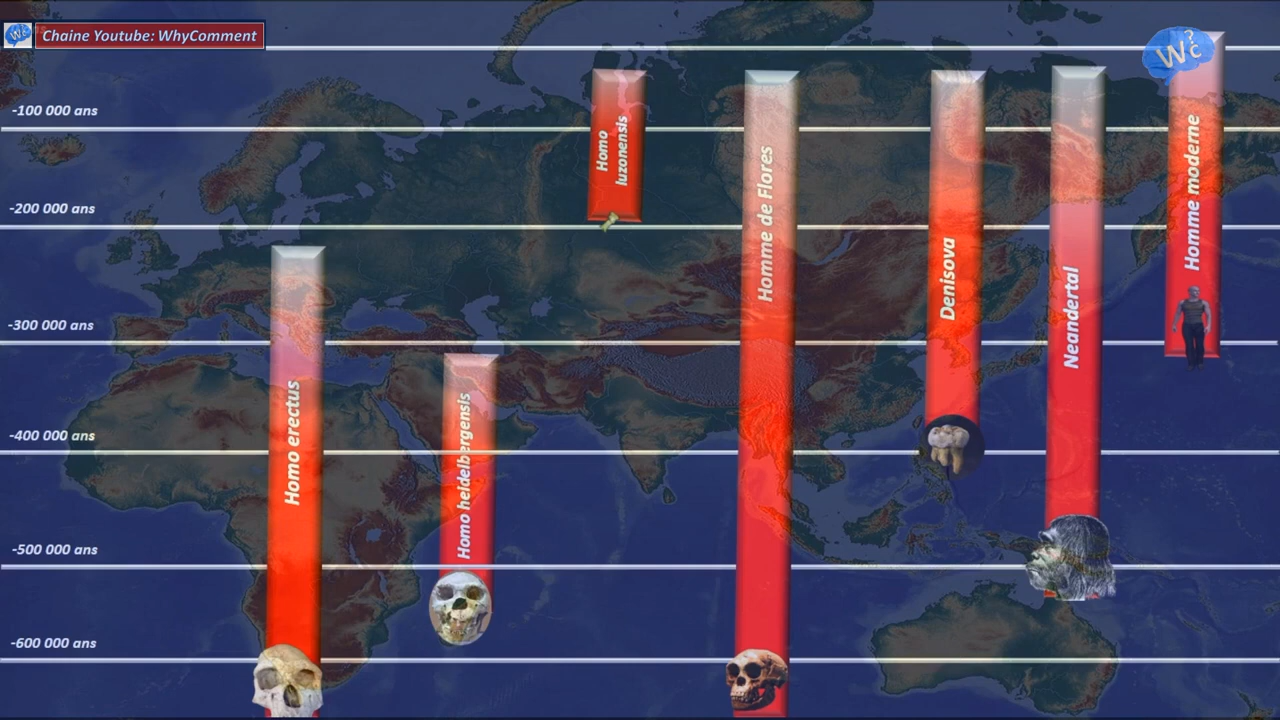 Wc
Chaine Youtube: WhyComment
W?c
-100 000 ans
-200 000 ans
-300 000 ans
-400 000 ans
-500 000 ans
-600 000 ans
Homo erectus
Homo heidelbergensis
Homo
luzonensis
Homme de Flores
Denisova
Neandertal
Homme moderne